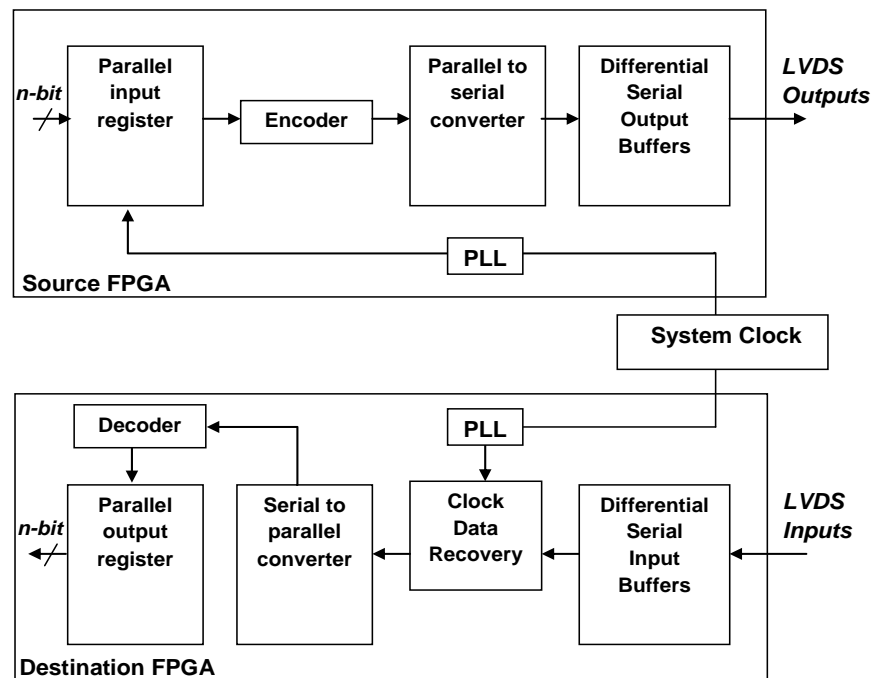 n-bit
Parallel
input
register
Encoder
Parallel to
serial
converter
Differential
Serial
Output
Buffers
LVDS
Outputs
PLL
Source FPGA
System Clock
Decoder
PLL
n-bit
Parallel
output
register
Serial to
parallel
converter
Clock
Data
Recovery
Differential
Serial
Input
Buffers
LVDS
Inputs
Destination FPGA